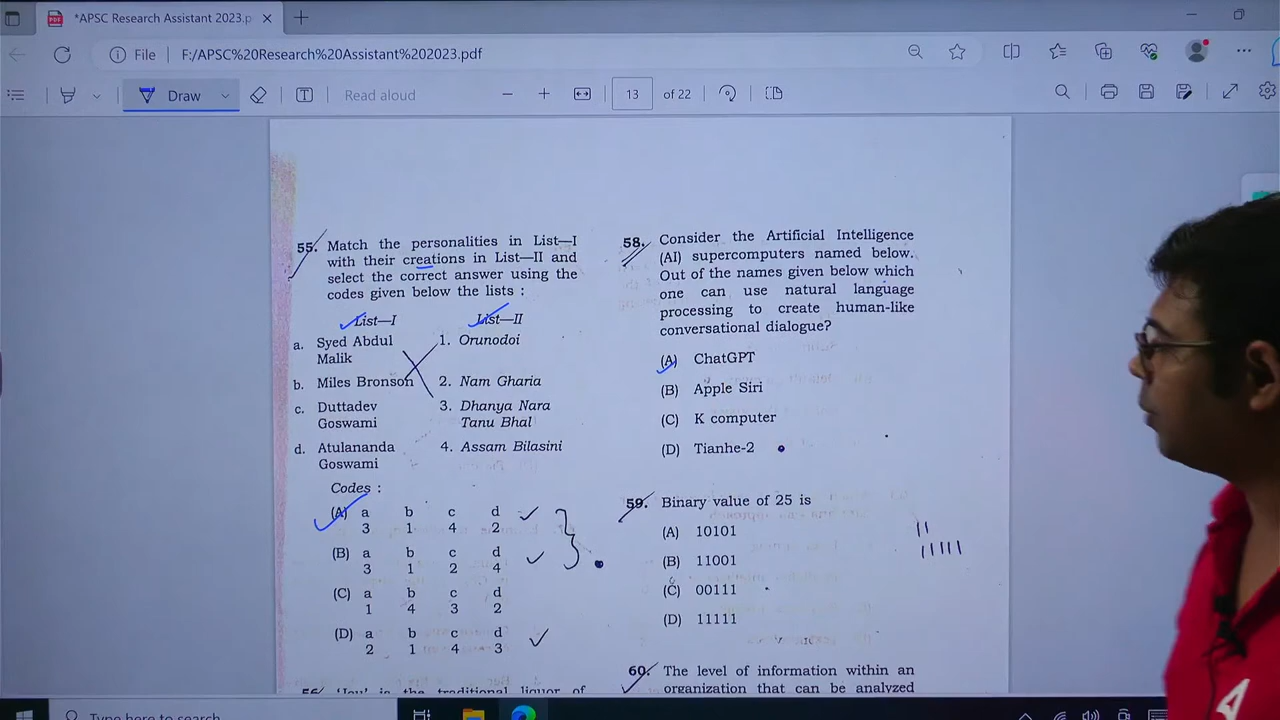 *APSC Research Assistant 2023.p
File F:/APSC%20Research%20Assistant%202023.pdf
Draw Read aloud 13 of 22
55. Match the personalities in List—I
with their creations in List—II and
select the correct answer using the
codes given below the lists :
List—I List—II
a. Syed Abdul
Malik
1. Orunodoi
b. Miles Bronson 2. Nam Gharia
c. Duttadev
Goswami
3. Dhanya Nara
Tanu Bhal
d. Atulananda
Goswami
4. Assam Bilasini
Codes :
(A) a b c d
3 1 4 2
(B) a b c d
3 1 2 4
(C) a b c d
1 4 3 2
(D) a b c d
2 1 4 3
is the traditional liquor of
58. Consider the Artificial Intelligence
(AI) supercomputers named below.
Out of the names given below which
one can use natural language
processing to create human-like
conversational dialogue?
(A) ChatGPT
(B) Apple Siri
(C) K computer
(D) Tianhe-2
59. Binary value of 25 is
(A) 10101
(B) 11001
(C) 00111
(D) 11111
60. The level of information within an
organization that can be analyzed
Type here to search